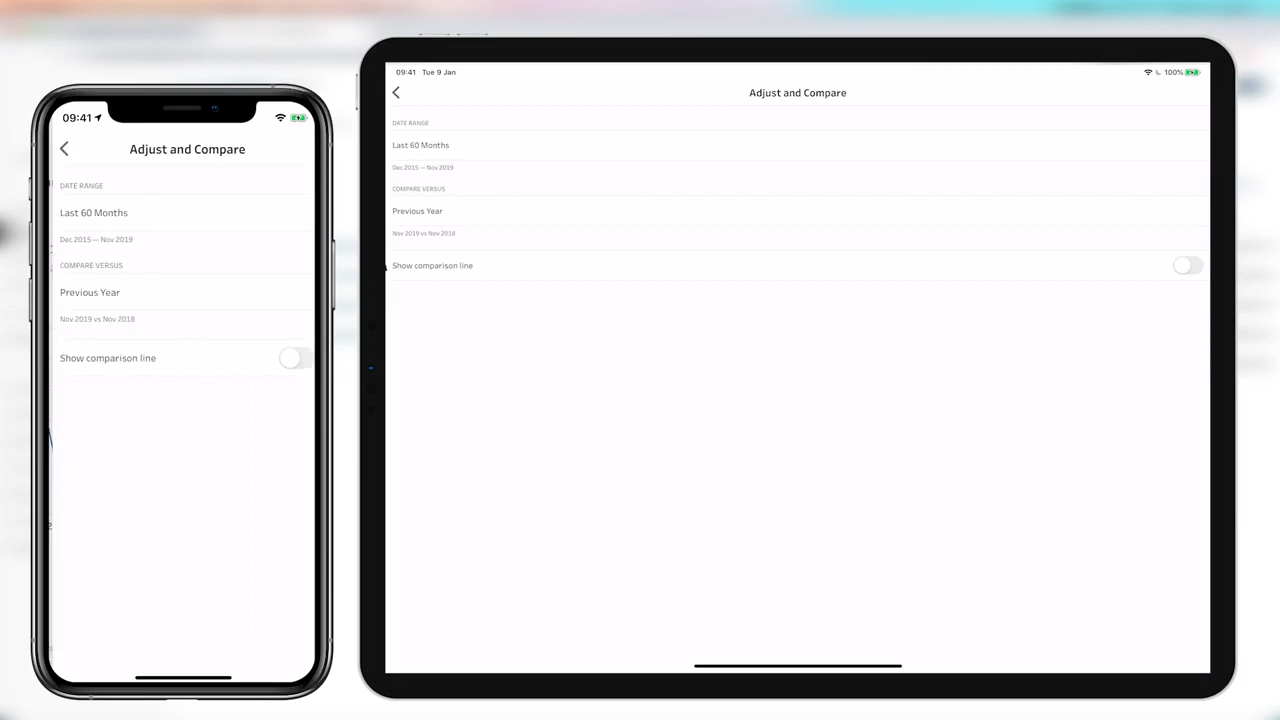 09:41
Adjust and Compare
DATE RANGE
Last 60 Months
Dec 2015 — Nov 2019
COMPARE VERSUS
Previous Year
Nov 2019 vs Nov 2018
Show comparison line
09:41 Tue 9 Jan
100%
Adjust and Compare
DATE RANGE
Last 60 Months
Dec 2015 — Nov 2019
COMPARE VERSUS
Previous Year
Nov 2019 vs Nov 2018
Show comparison line